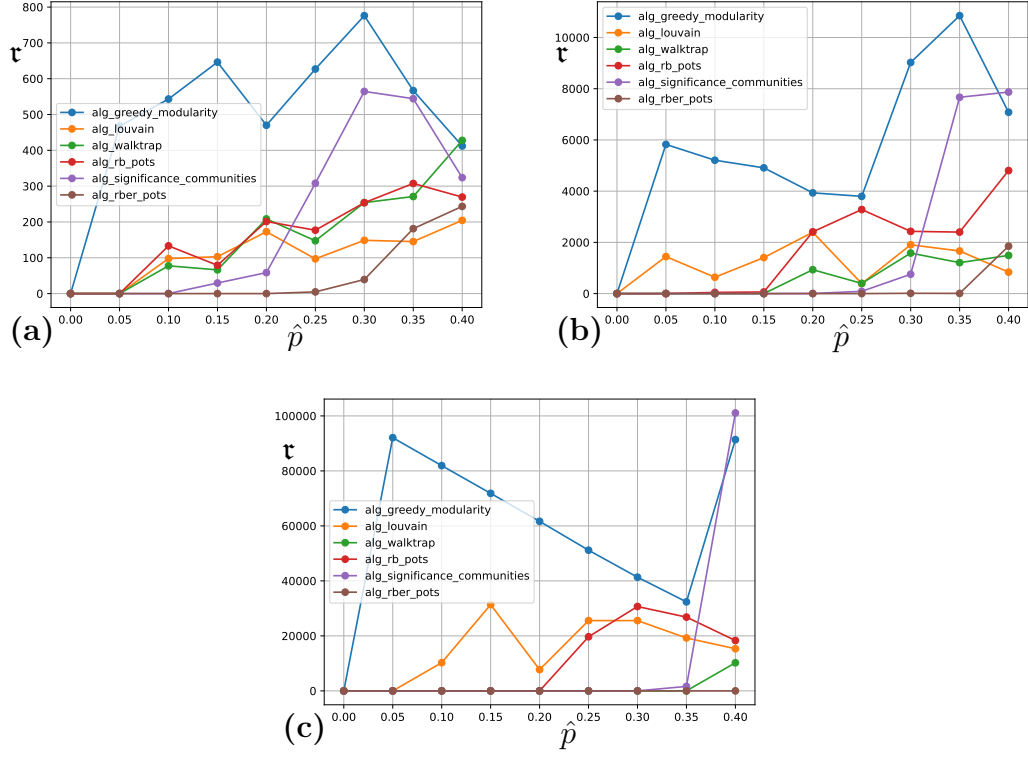 800
700
600
500
400
300
200
100
0
𝔯
alg_greedy_modularity
alg_louvain
alg_walktrap
alg_rb_pots
alg_significance_communities
alg_rber_pots
0.00 0.05 0.10 0.15 0.20 0.25 0.30 0.35 0.40
(a)
p̂
10000
8000
6000
4000
2000
0
𝔯
alg_greedy_modularity
alg_louvain
alg_walktrap
alg_rb_pots
alg_significance_communities
alg_rber_pots
0.00 0.05 0.10 0.15 0.20 0.25 0.30 0.35 0.40
(b)
p̂
100000
80000
60000
40000
20000
0
𝔯
alg_greedy_modularity
alg_louvain
alg_walktrap
alg_rb_pots
alg_significance_communities
alg_rber_pots
0.00 0.05 0.10 0.15 0.20 0.25 0.30 0.35 0.40
(c)
p̂